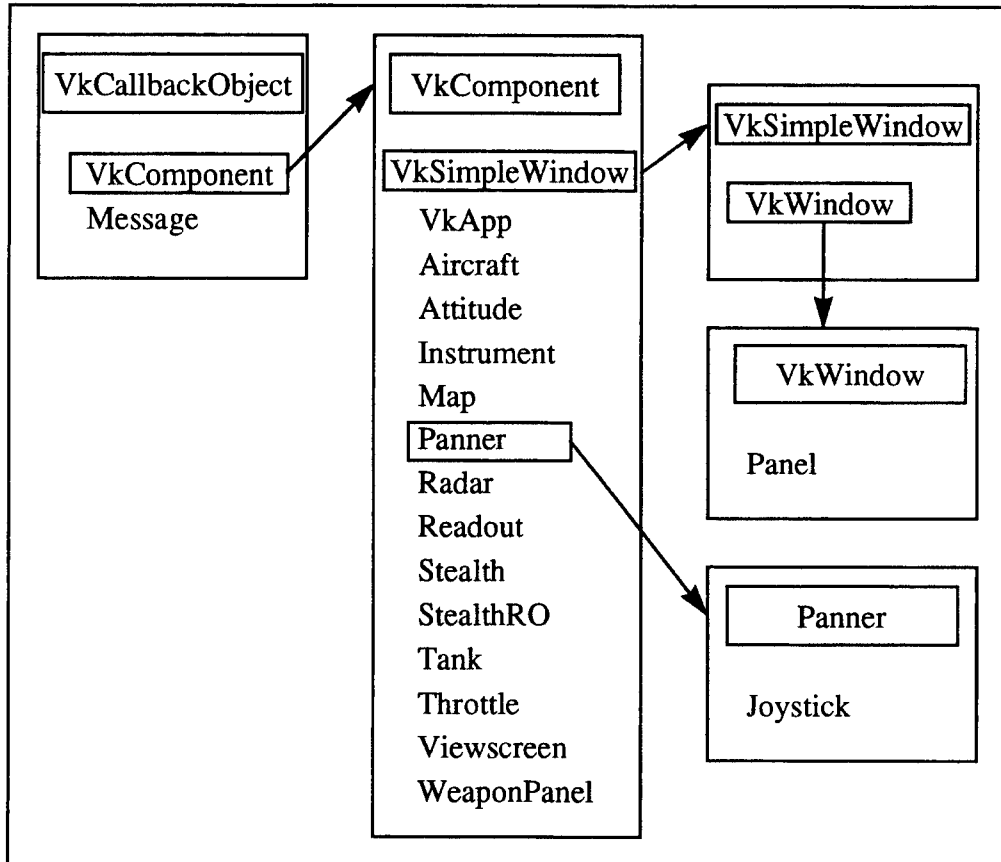 VkCallbackObject
VkComponent
Message
VkComponent
VkSimpleWindow
VkApp
Aircraft
Attitude
Instrument
Map
Panner
Radar
Readout
Stealth
StealthRO
Tank
Throttle
Viewscreen
WeaponPanel
VkSimpleWindow
VkWindow
VkWindow
Panel
Panner
Joystick